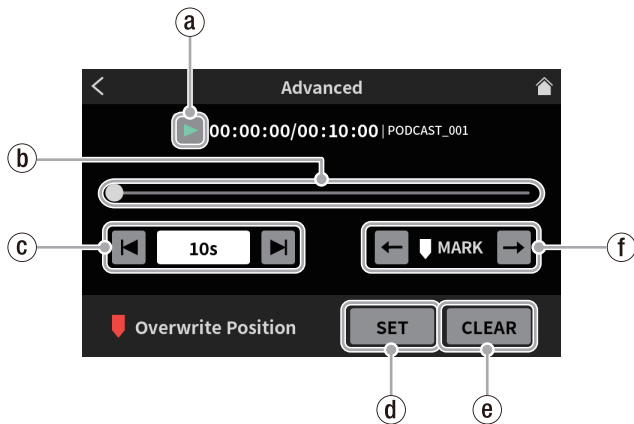 ⓐ
Advanced
00:00:00/00:10:00 | PODCAST_001
ⓑ
ⓒ
10s
MARK
ⓕ
Overwrite Position
SET
CLEAR
ⓓ
ⓔ